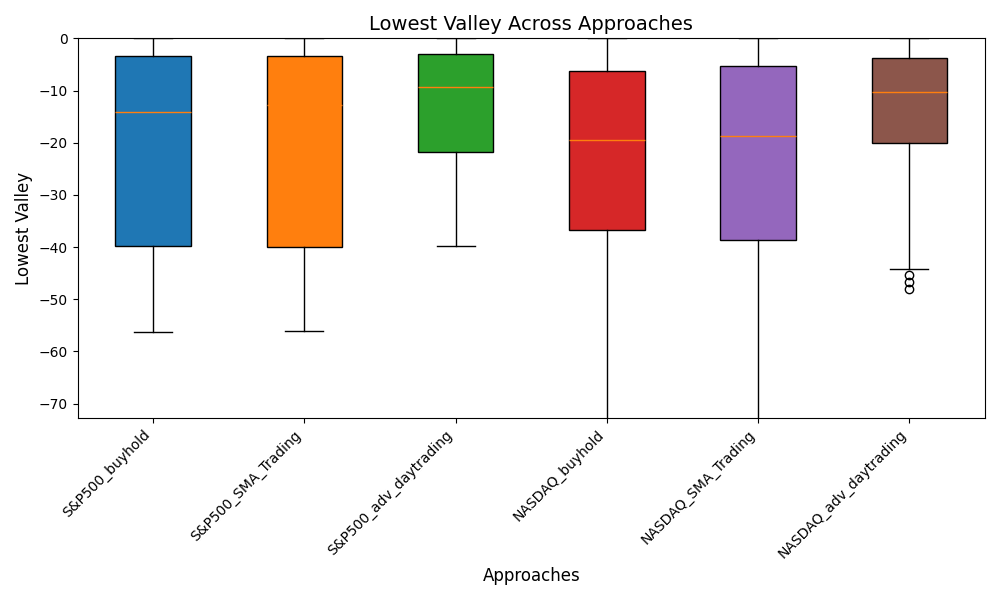 Lowest Valley Across Approaches
Lowest Valley
0
−10
−20
−30
−40
−50
−60
−70
S&P500_buyhold
S&P500_SMA_Trading
S&P500_adv_daytrading
NASDAQ_buyhold
NASDAQ_SMA_Trading
NASDAQ_adv_daytrading
Approaches